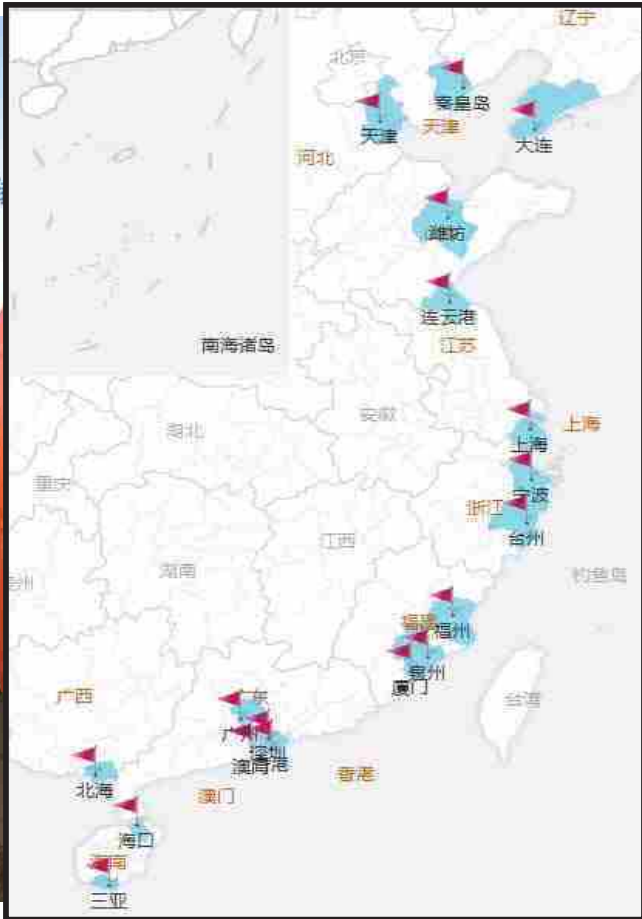 辽宁
北京
秦皇岛
天津
天津
河北
大连
潍坊
连云港
南海诸岛
江苏
安徽
湖北
上海
上海
重庆
宁波
浙江
台州
江西
湖南
钓鱼岛
州
福建
福州
泉州
厦门
广西
广东
台湾
广州
深圳
澳门
香港
香港
北海
澳门
海口
海南
三亚